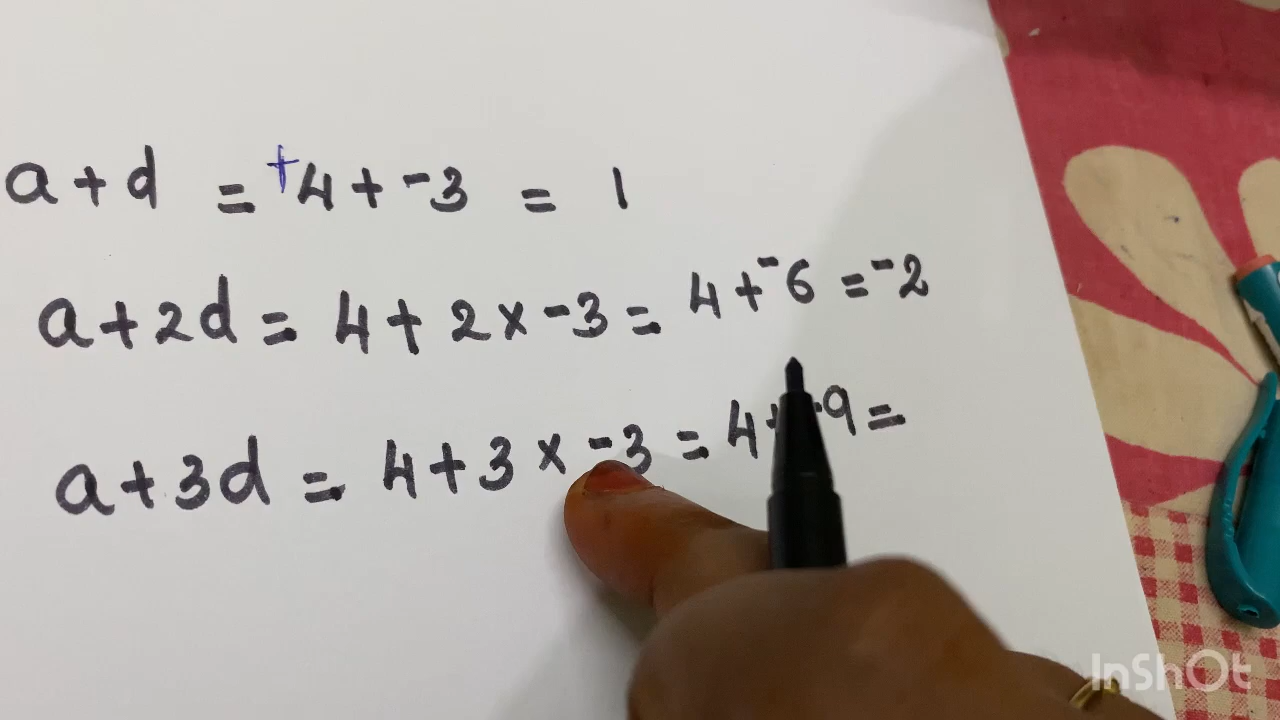 a + d = +4 + -3 = 1
a + 2d = 4 + 2 x -3 = 4 + -6 = -2
a + 3d = 4 + 3 x -3 = 4 + -9 =
InShOt